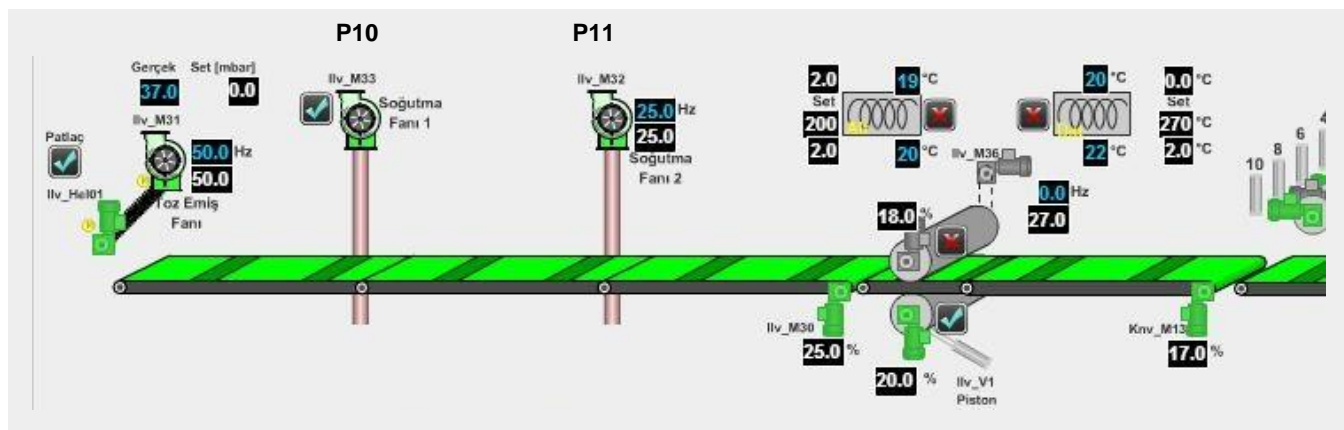 P10 P11
Gerçek Set [mbar]
37.0 0.0
Ilv_M31
Patlaç
Ilv_Hel01
50.0 Hz
50.0
Toz Emiş
Fanı
Ilv_M33
Soğutma
Fanı 1
Ilv_M32
25.0 Hz
25.0
Soğutma
Fanı 2
2.0 19 °C
Set
200
2.0 20 °C
20 °C 0.0 °C
Set
270 °C
22 °C 2.0 °C
Ilv_M36
0.0 Hz
27.0
18.0 %
10 8 6 4
Ilv_M30
25.0 %
20.0 %
Ilv_V1
Piston
Knv_M13
17.0 %